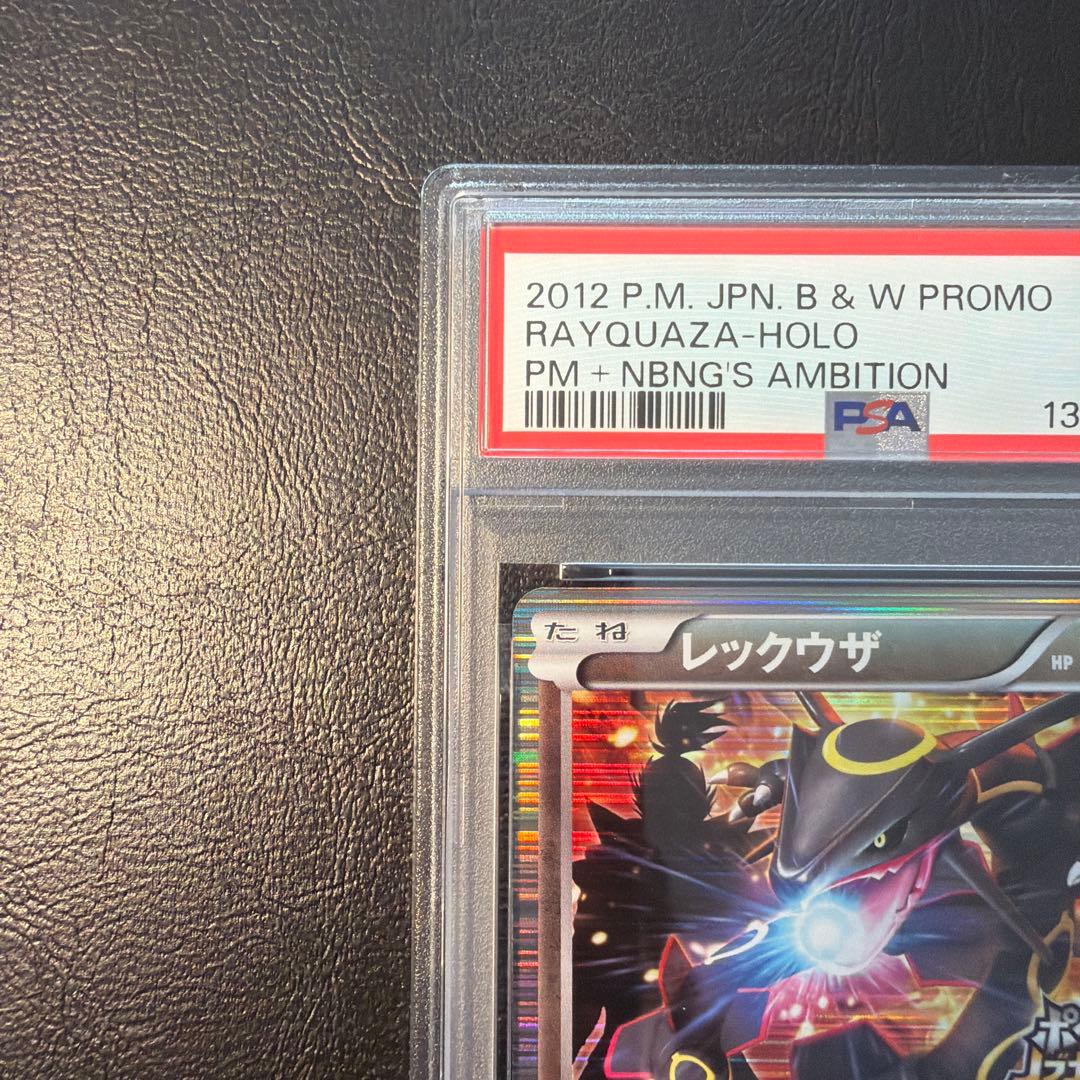 2012 P.M. JPN. B & W PROMO
RAYQUAZA-HOLO
PM + NBNG'S AMBITION
PSA
13
たね
レックウザ
HP